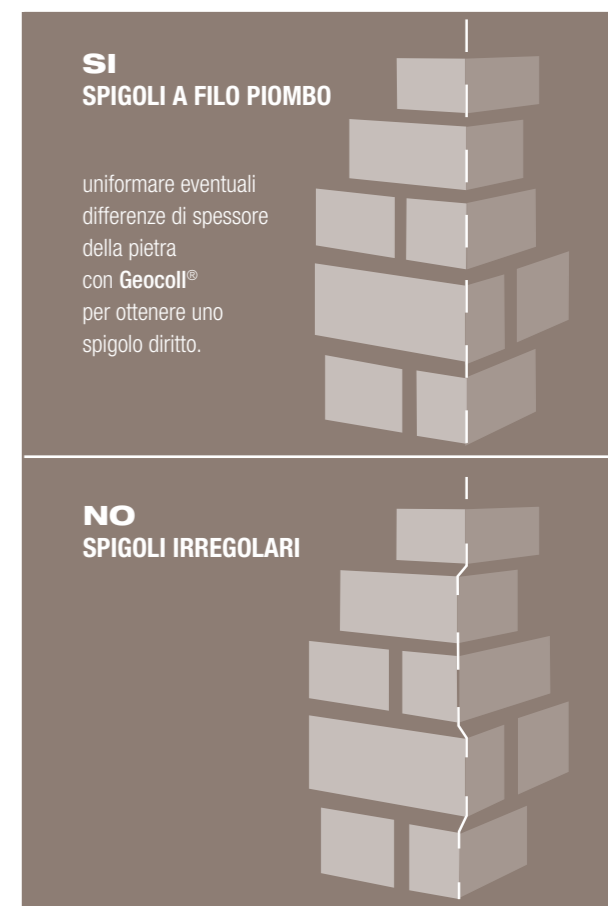 SI
SPIGOLI A FILO PIOMBO
uniformare eventuali
differenze di spessore
della pietra
con Geocoll®
per ottenere uno
spigolo diritto.
NO
SPIGOLI IRREGOLARI